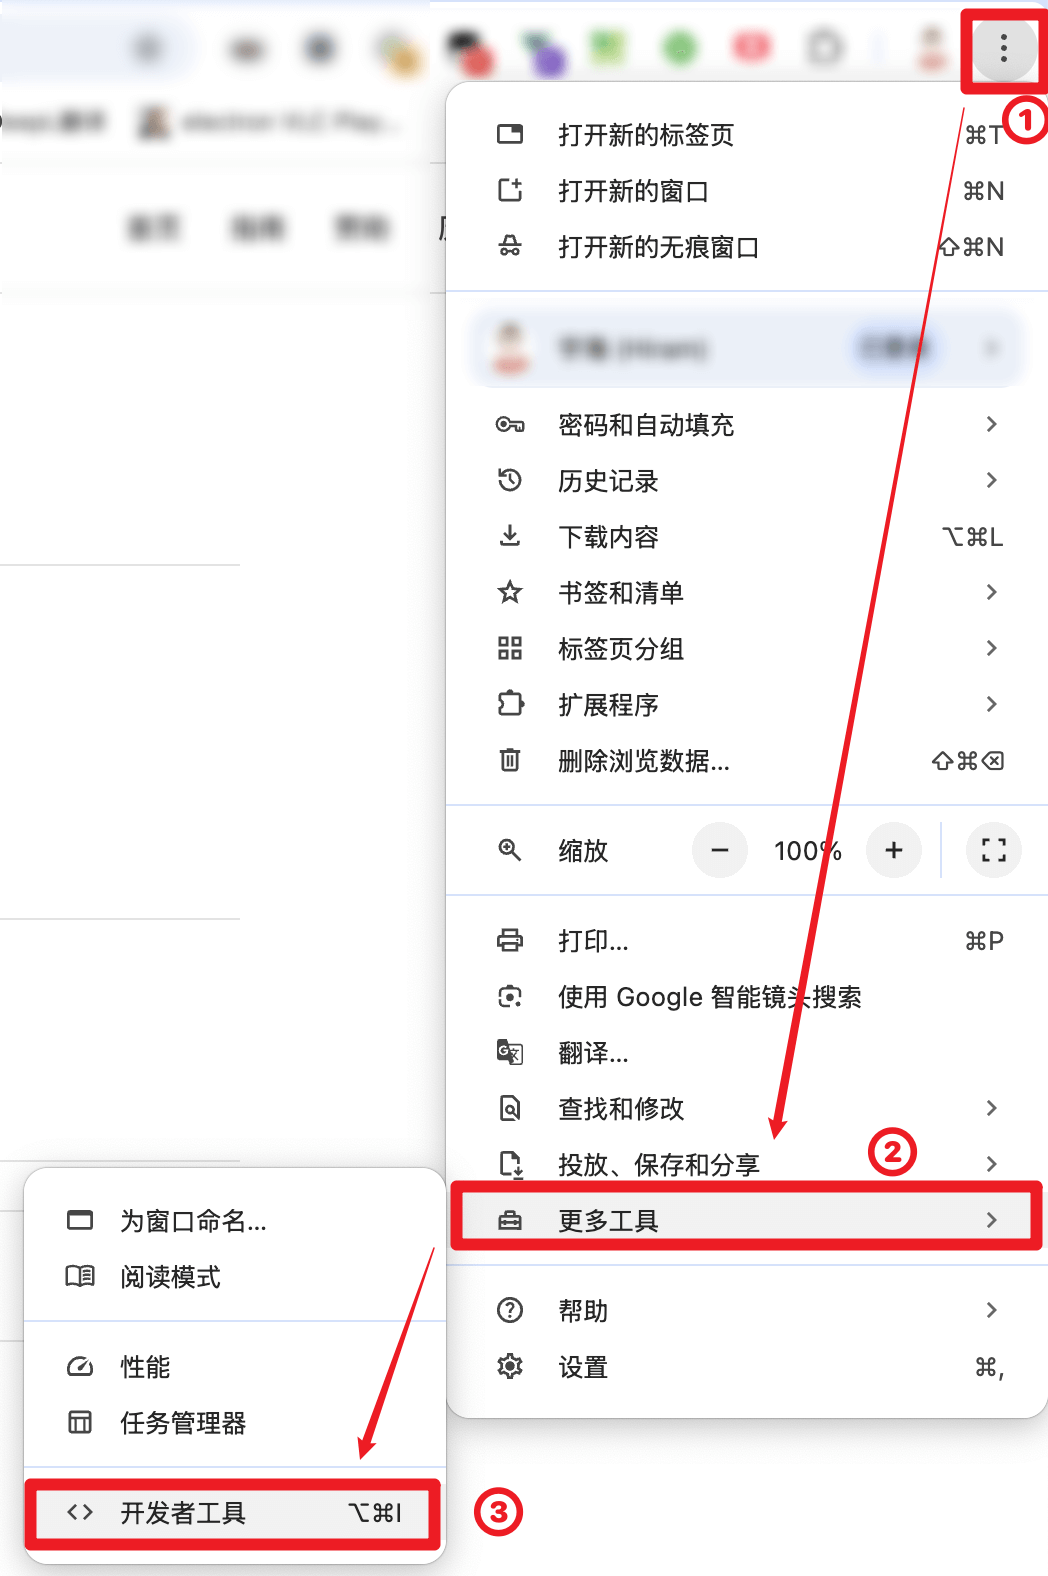 ①
打开新的标签页 ⌘T
打开新的窗口 ⌘N
打开新的无痕窗口 ⇧⌘N
密码和自动填充
历史记录
下载内容 ⌥⌘L
书签和清单
标签页分组
扩展程序
删除浏览数据... ⇧⌘⌫
缩放 − 100% +
打印... ⌘P
使用 Google 智能镜头搜索
翻译...
查找和修改
投放、保存和分享
②
更多工具
帮助
设置 ⌘,
为窗口命名...
阅读模式
性能
任务管理器
开发者工具 ⌥⌘I
③